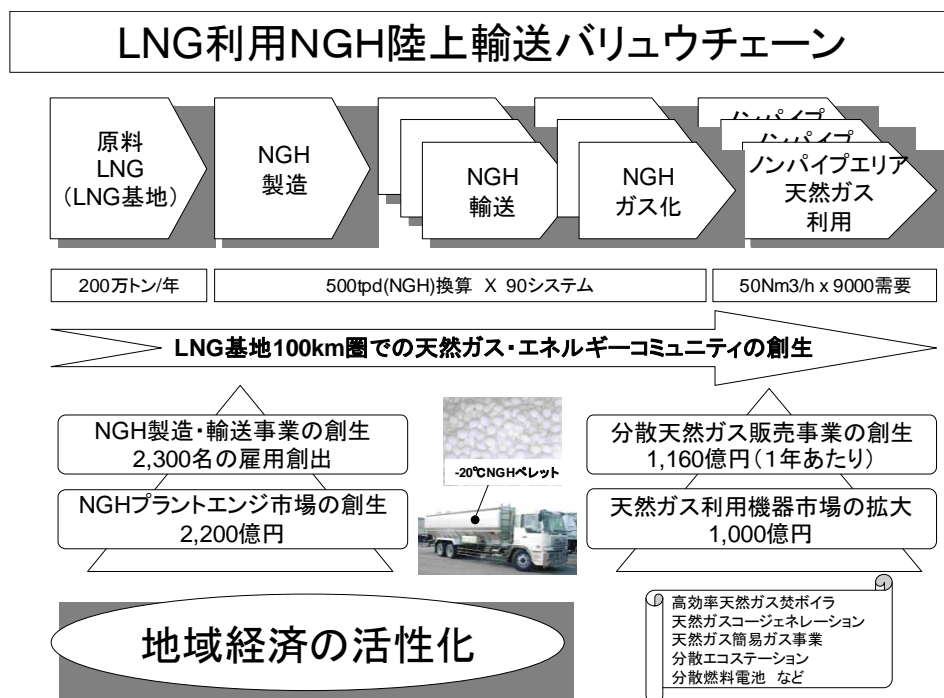 LNG利用NGH陸上輸送バリュウチェーン
原料
LNG
(LNG基地)
NGH
製造
NGH
輸送
NGH
ガス化
ノンパイプ
ノンパイプ
ノンパイプエリア
天然ガス
利用
200万トン/年
500tpd(NGH)換算 X 90システム
50Nm3/h x 9000需要
LNG基地100km圏での天然ガス・エネルギーコミュニティの創生
NGH製造・輸送事業の創生
2,300名の雇用創出
NGHプラントエンジ市場の創生
2,200億円
-20℃NGHペレット
分散天然ガス販売事業の創生
1,160億円(1年あたり)
天然ガス利用機器市場の拡大
1,000億円
地域経済の活性化
高効率天然ガス焚ボイラ
天然ガスコージェネレーション
天然ガス簡易ガス事業
分散エコステーション
分散燃料電池 など